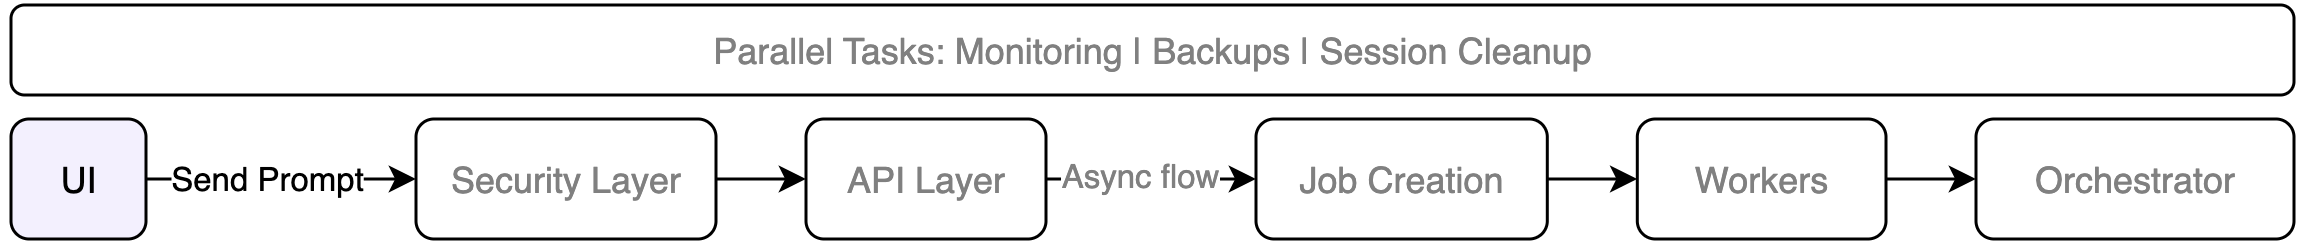 Parallel Tasks: Monitoring | Backups | Session Cleanup
UI
Send Prompt
Security Layer
API Layer
Async flow
Job Creation
Workers
Orchestrator